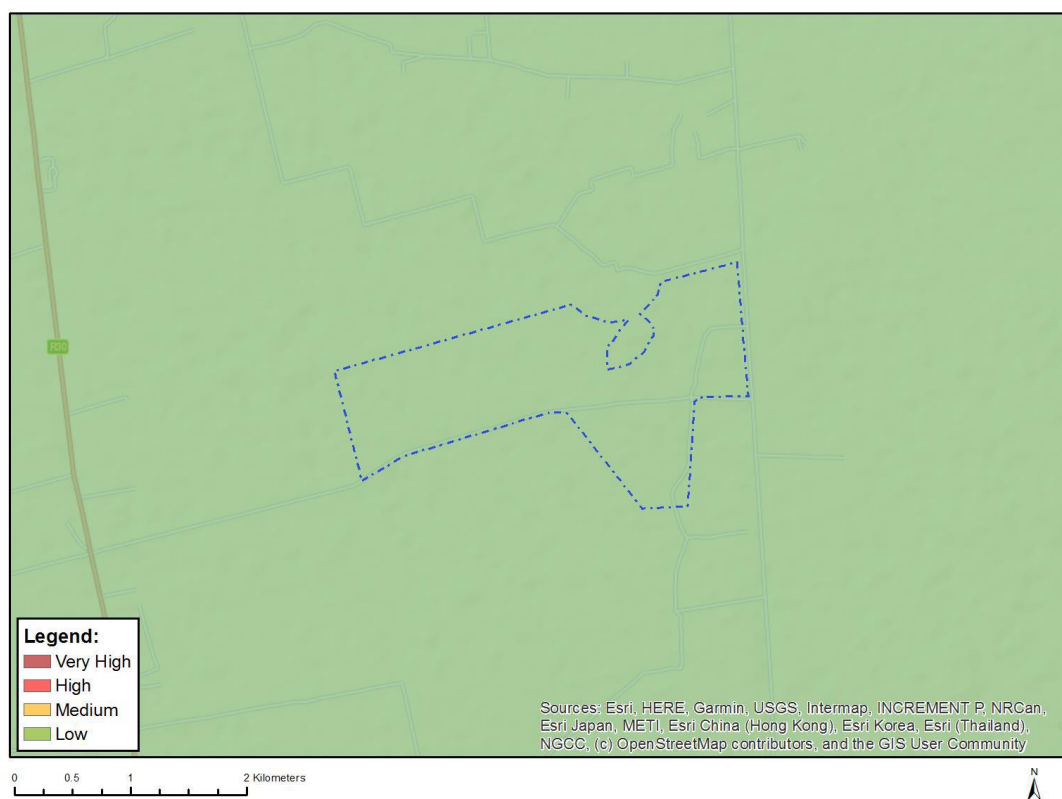 R30
Legend:
Very High
High
Medium
Low
Sources: Esri, HERE, Garmin, USGS, Intermap, INCREMENT P, NRCan,
Esri Japan, METI, Esri China (Hong Kong), Esri Korea, Esri (Thailand),
NGCC, (c) OpenStreetMap contributors, and the GIS User Community
0 0.5 1 2 Kilometers
N